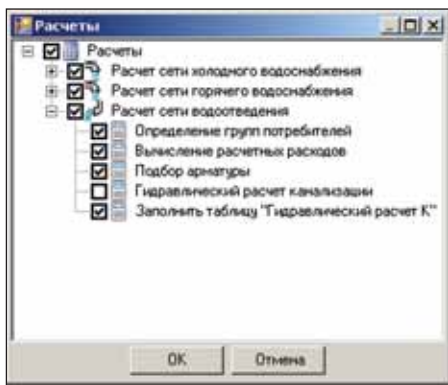 Расчеты
Расчеты
Расчет сети холодного водоснабжения
Расчет сети горячего водоснабжения
Расчет сети водоотведения
Определение групп потребителей
Вычисление расчетных расходов
Подбор арматуры
Гидравлический расчет канализации
Заполнить таблицу "Гидравлический расчет К"
ОК
Отмена